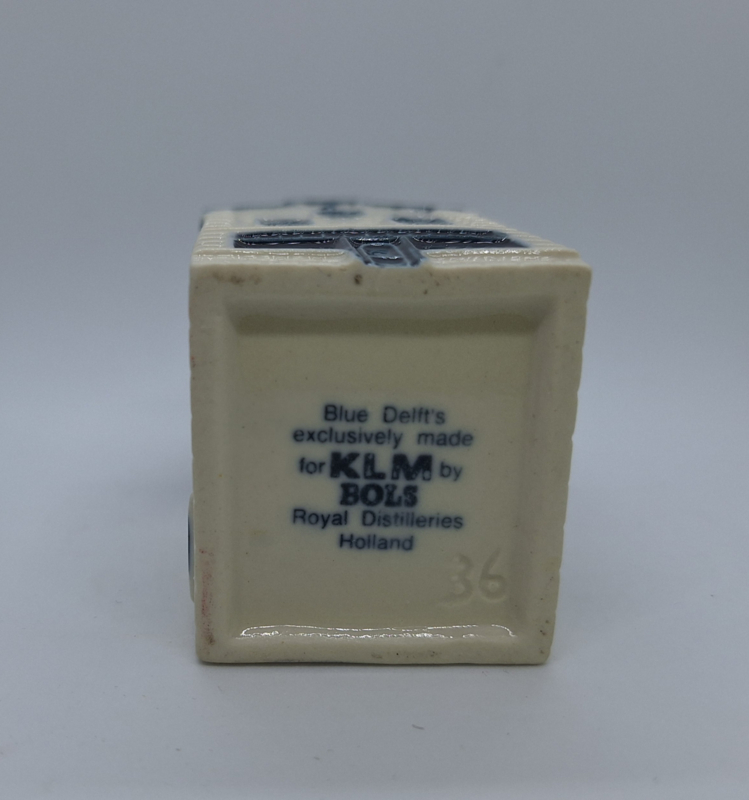 Blue Delft's
exclusively made
for KLM by
BOLS
Royal Distilleries
Holland
36